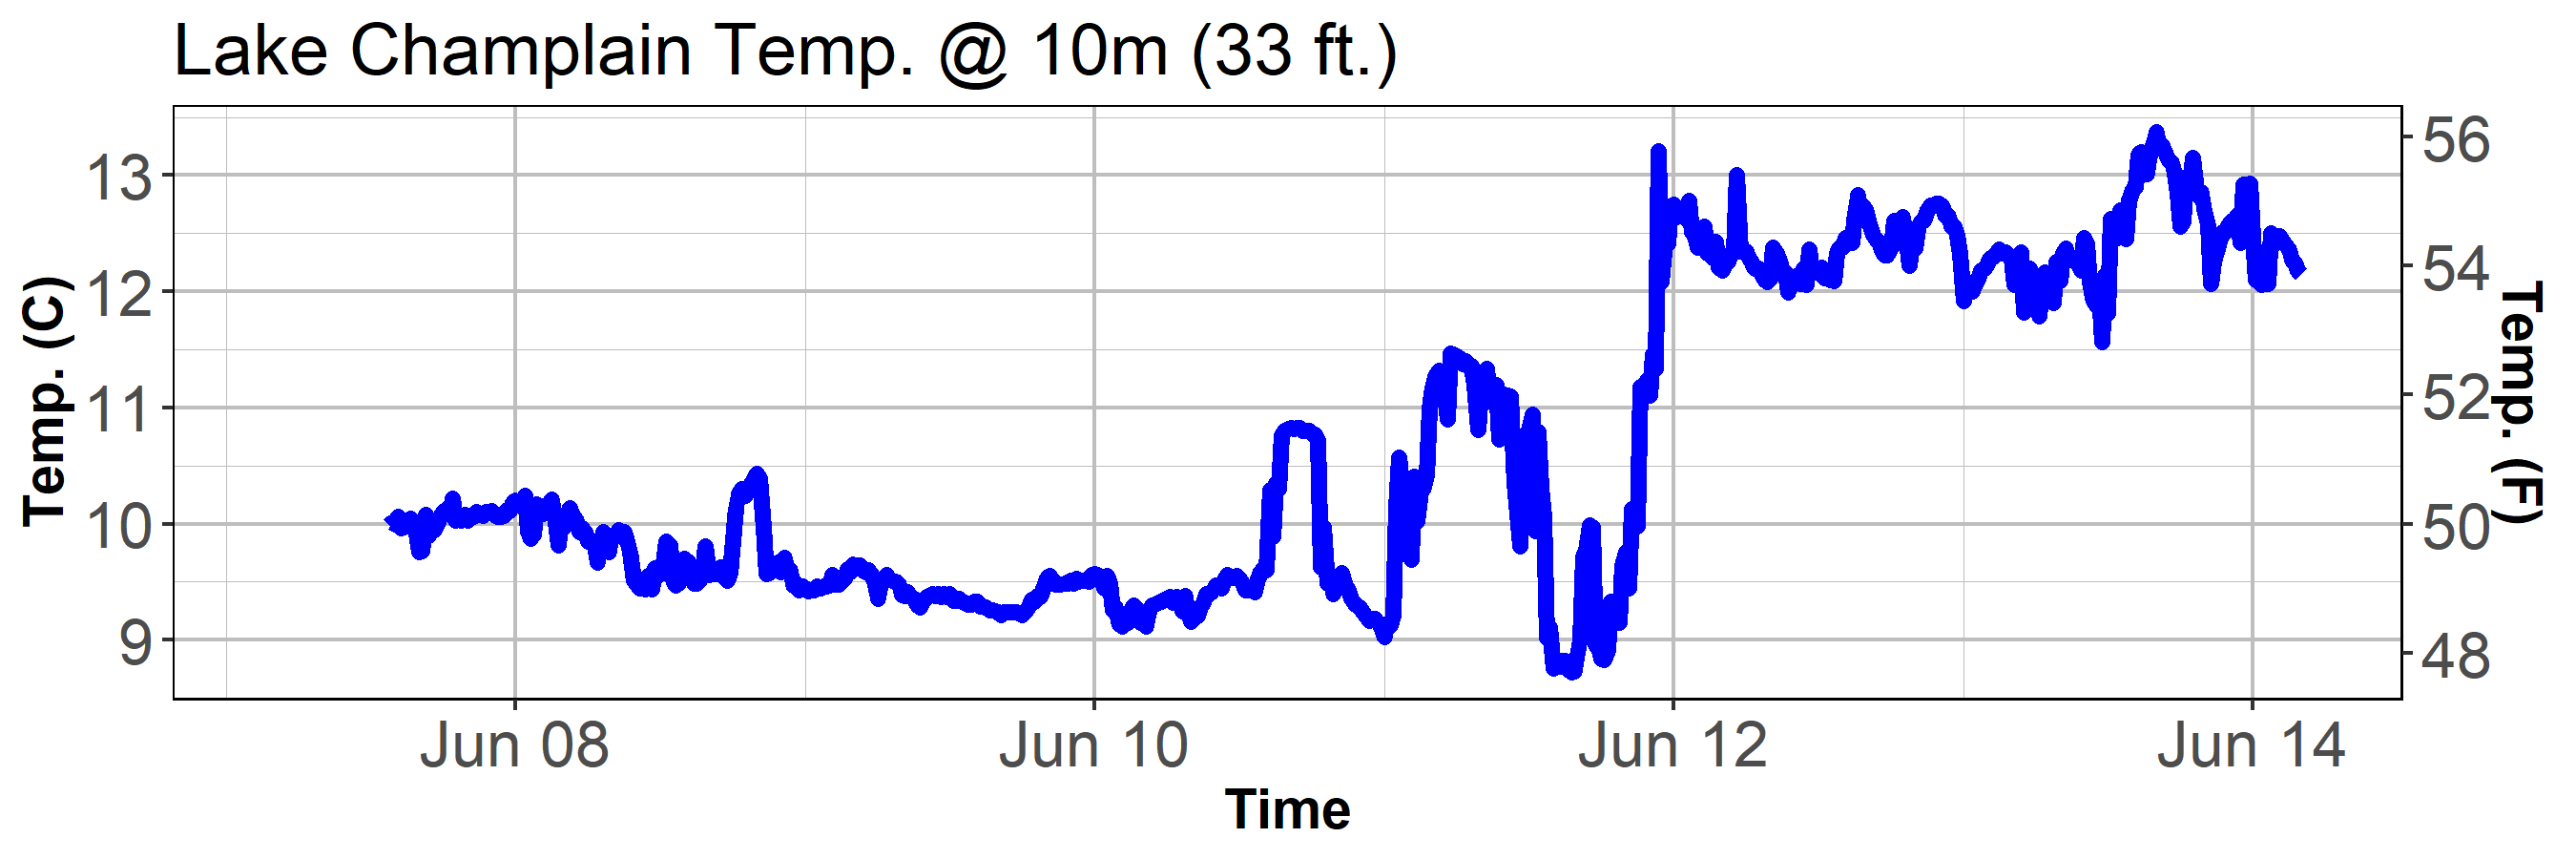 Lake Champlain Temp. @ 10m (33 ft.)
Temp. (C)
13
12
11
10
9
56
54
52
50
48
Temp. (F)
Jun 08
Jun 10
Jun 12
Jun 14
Time